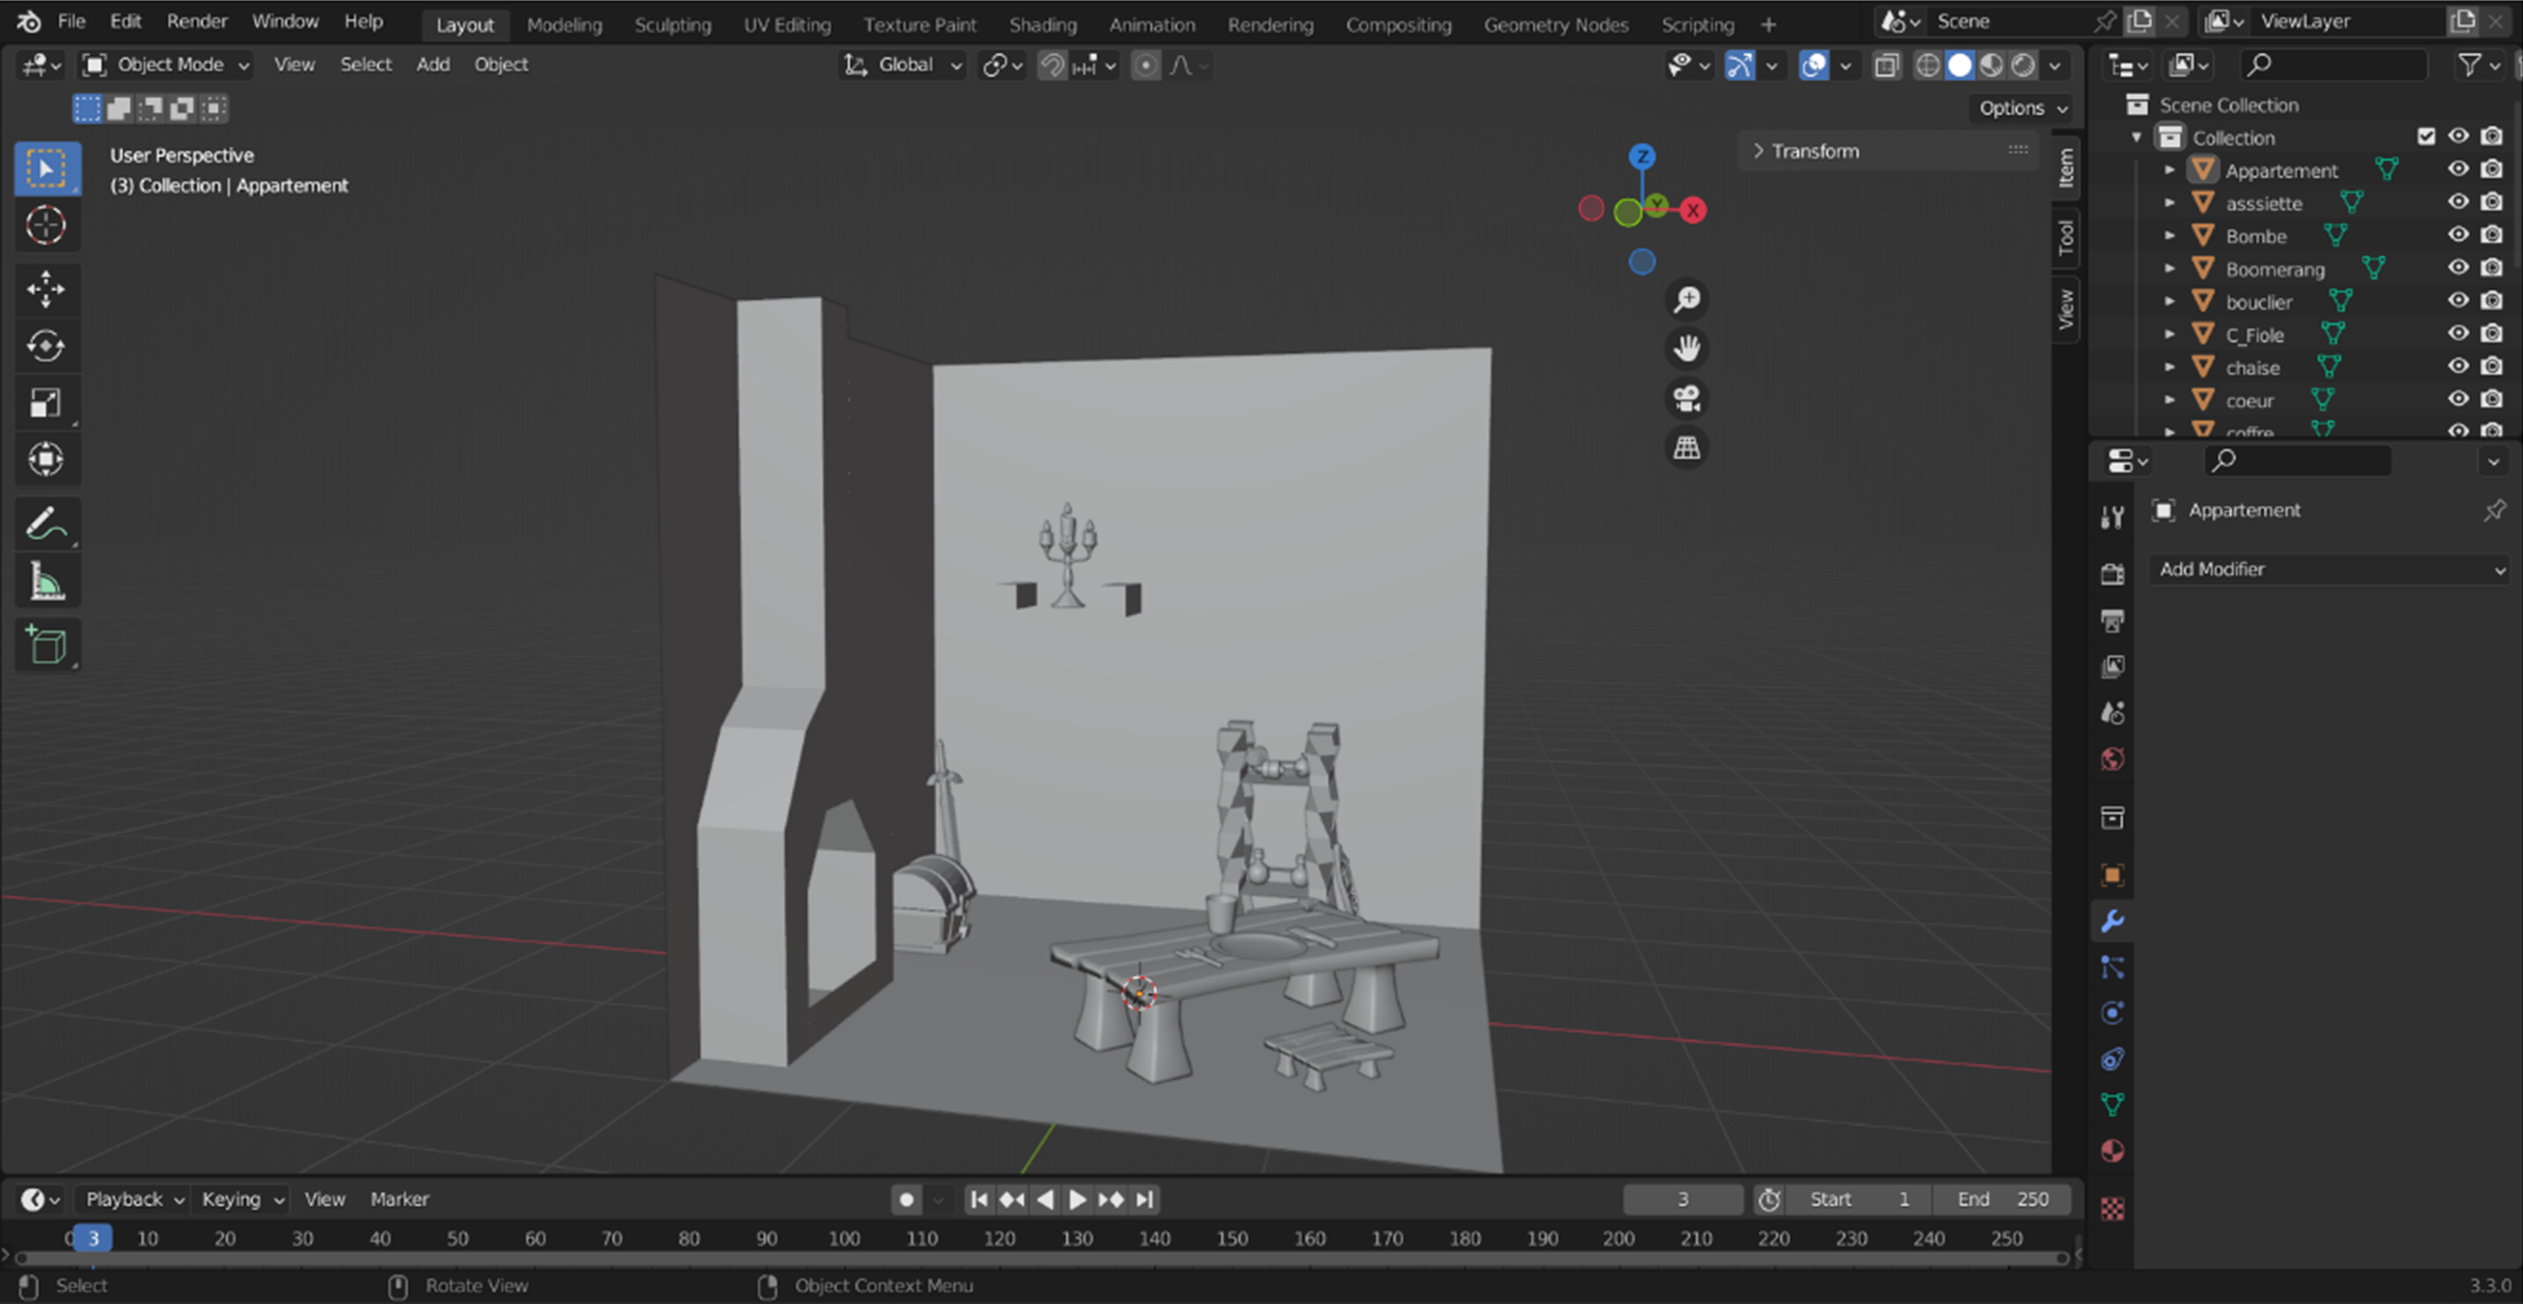 File Edit Render Window Help Layout Modeling Sculpting UV Editing Texture Paint Shading Animation Rendering Compositing Geometry Nodes Scripting + Scene ViewLayer
Object Mode View Select Add Object Global
Options
User Perspective
(3) Collection | Appartement
Z
Y
X
Transform
Item
Tool
View
Scene Collection
Collection
Appartement
asssiette
Bombe
Boomerang
bouclier
C_Fiole
chaise
coeur
coffre
Appartement
Add Modifier
Playback Keying View Marker 3 Start 1 End 250
0 3 10 20 30 40 50 60 70 80 90 100 110 120 130 140 150 160 170 180 190 200 210 220 230 240 250
Select Rotate View Object Context Menu 3.3.0